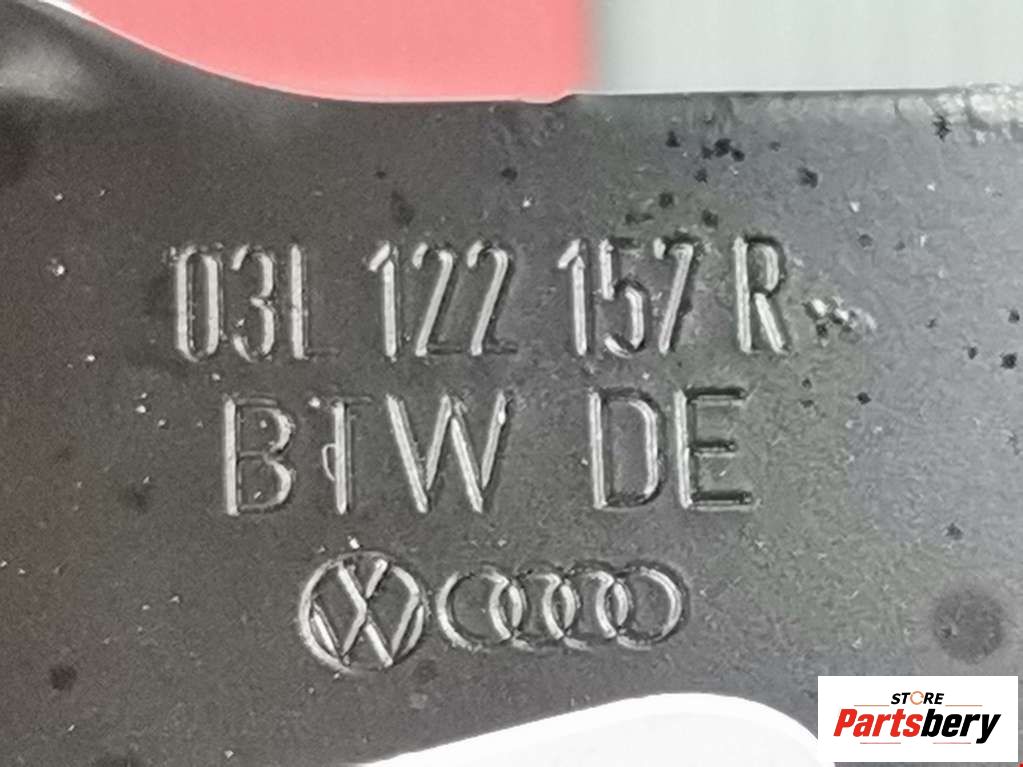 03L 122 157 R
BTW DE
STORE
Partsbery